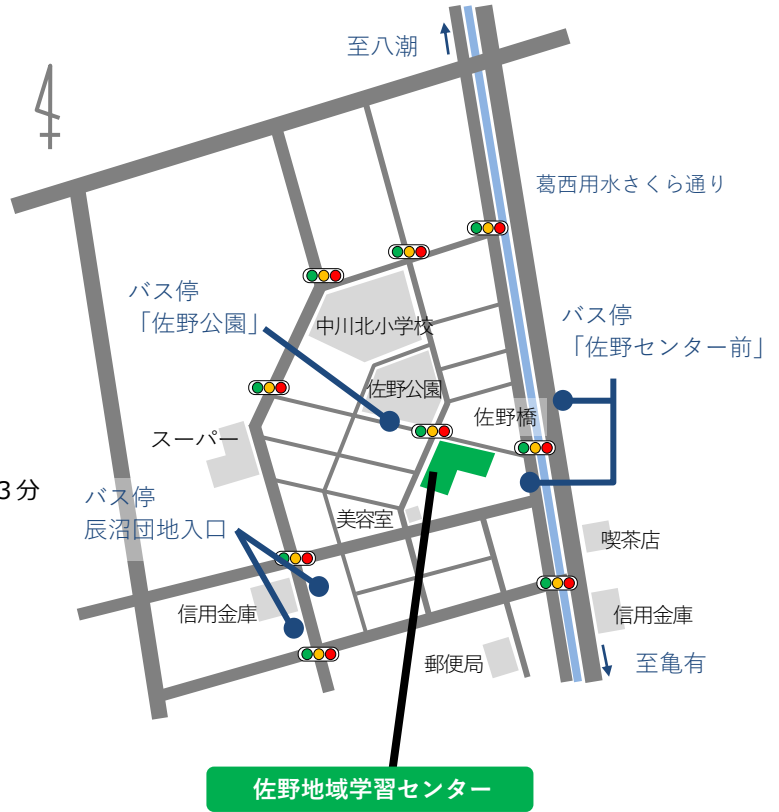 至八潮
葛西用水さくら通り
バス停
「佐野公園」
バス停
「佐野センター前」
中川北小学校
佐野公園
佐野橋
スーパー
3分
バス停
辰沼団地入口
美容室
喫茶店
信用金庫
信用金庫
郵便局
至亀有
佐野地域学習センター